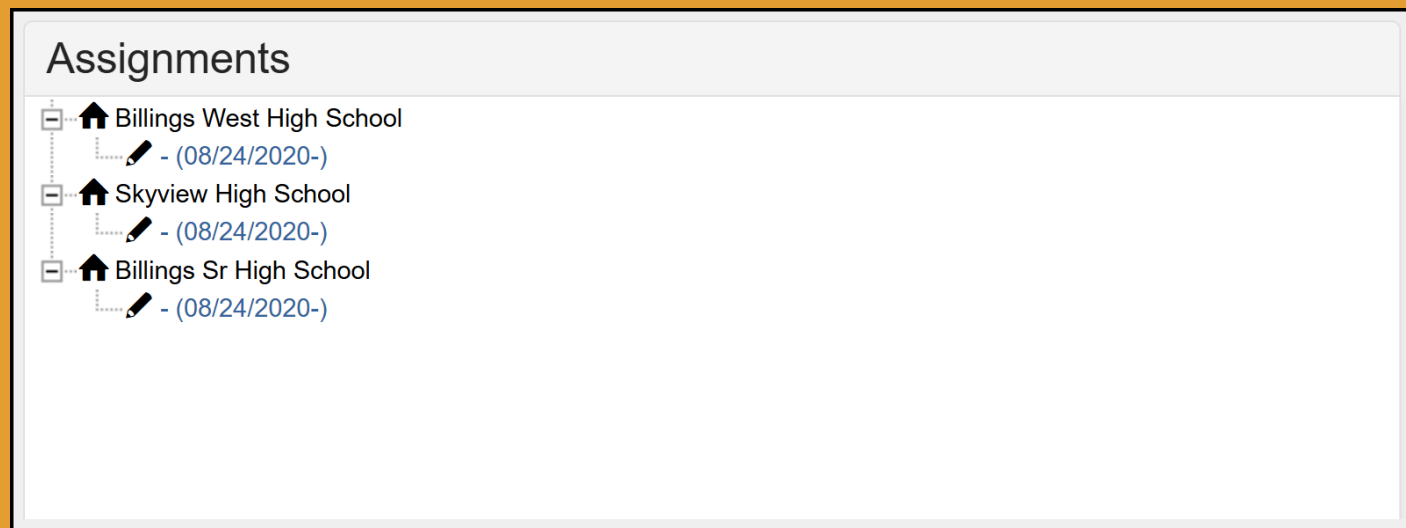 Assignments
Billings West High School
- (08/24/2020-)
Skyview High School
- (08/24/2020-)
Billings Sr High School
- (08/24/2020-)